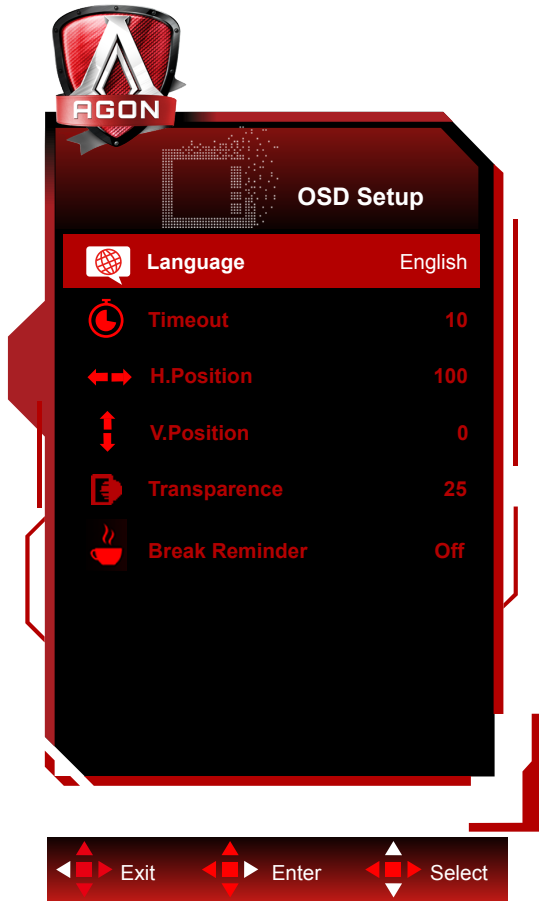 AGON
OSD Setup
Language English
Timeout 10
H.Position 100
V.Position 0
Transparence 25
Break Reminder Off
Exit Enter Select